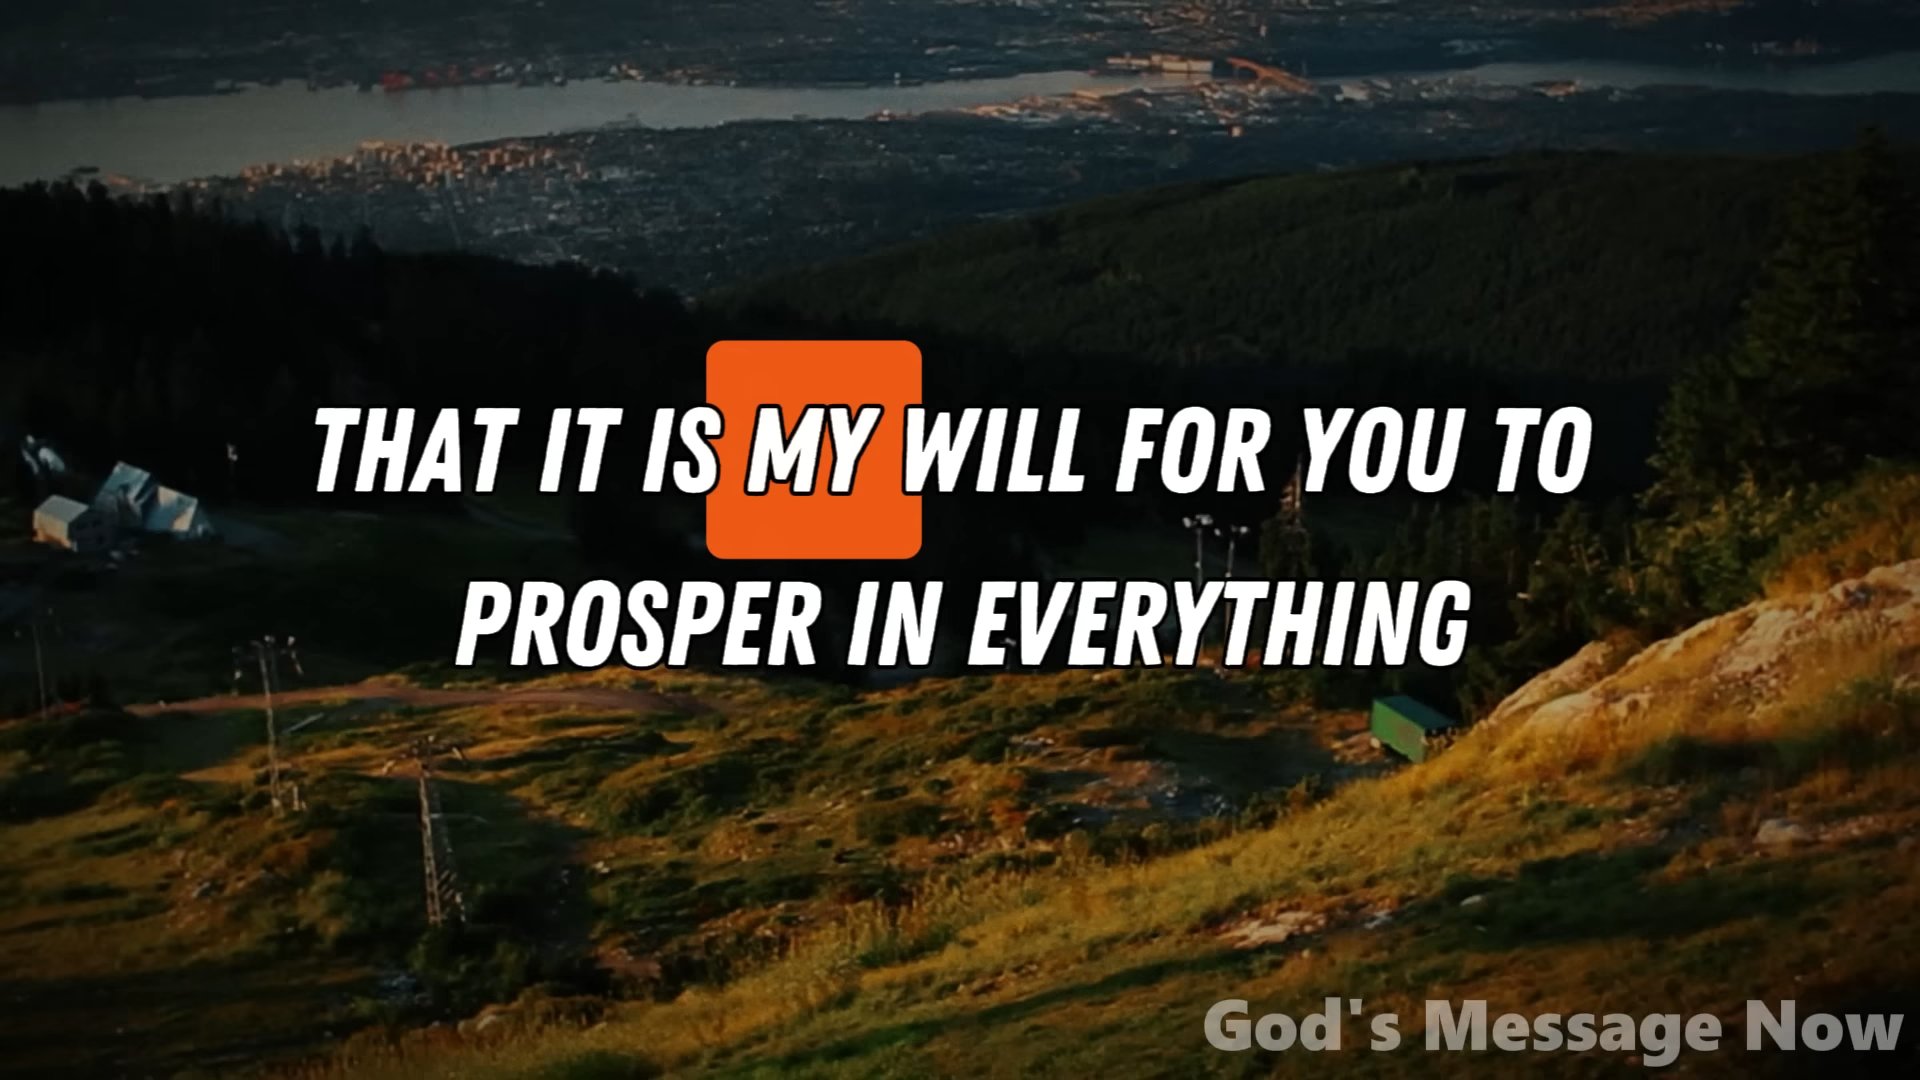 THAT IT IS MY WILL FOR YOU TO
PROSPER IN EVERYTHING
God's Message Now